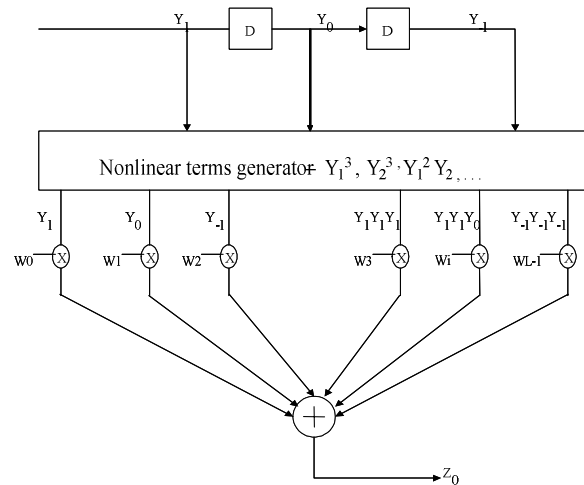 Y₁ Y₀ Y₋₁
D D
Nonlinear terms generator – Y₁³ , Y₂³ , Y₁² Y₂ , . . .
Y₁ Y₀ Y₋₁ Y₁Y₁Y₁ Y₁Y₁Y₀ Y₋₁Y₋₁Y₋₁
W0 X W1 X W2 X W3 X Wi X WL-1 X
+
Z₀